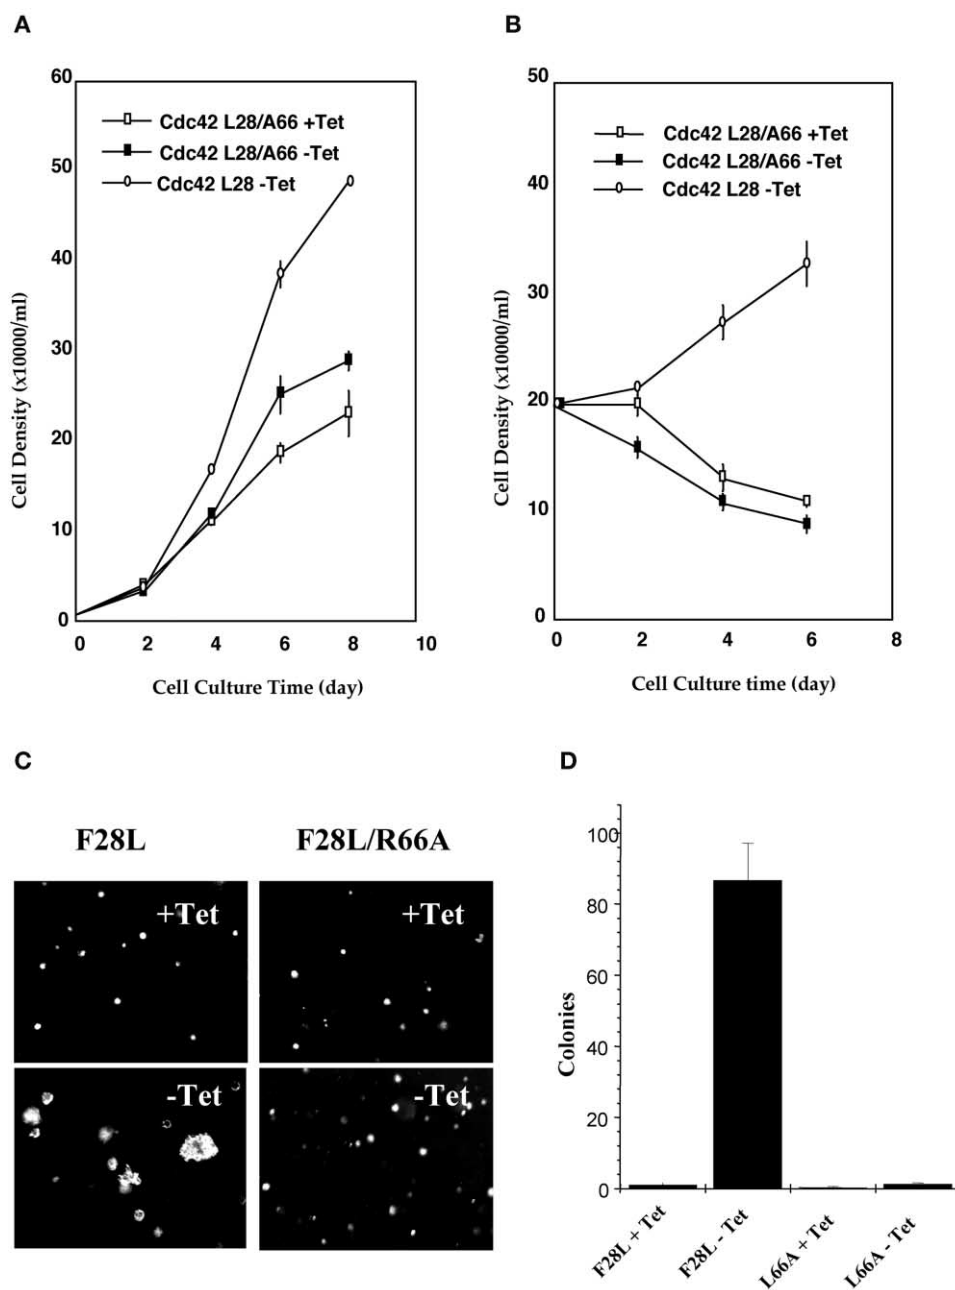 A
60
50
40
30
20
10
0
0 2 4 6 8 10
Cell Density (x10000/ml)
Cell Culture Time (day)
Cdc42 L28/A66 +Tet
Cdc42 L28/A66 -Tet
Cdc42 L28 -Tet
B
50
40
30
20
10
0
0 2 4 6 8
Cell Density (x10000/ml)
Cell Culture time (day)
Cdc42 L28/A66 +Tet
Cdc42 L28/A66 -Tet
Cdc42 L28 -Tet
C
F28L
F28L/R66A
+Tet
+Tet
-Tet
-Tet
D
100
80
60
40
20
0
Colonies
F28L + Tet
F28L - Tet
L66A + Tet
L66A - Tet